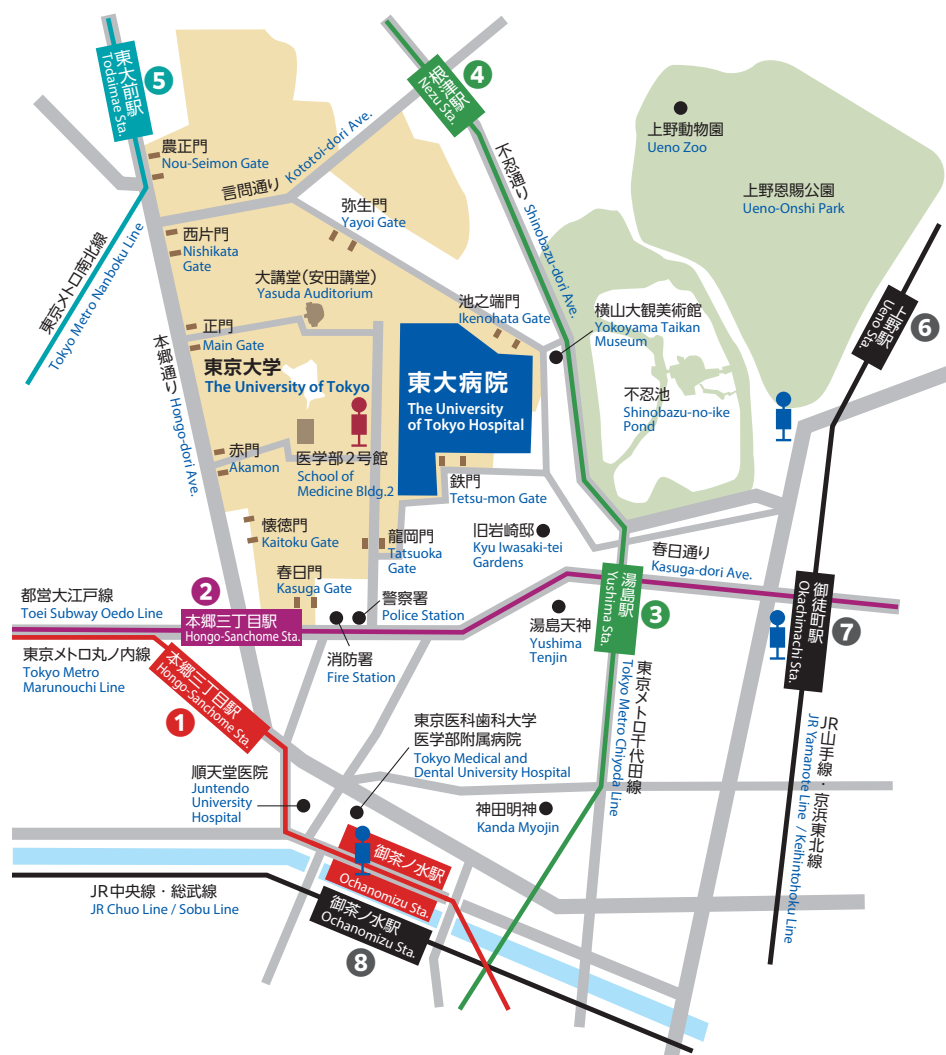 東大前駅
Todaimae Sta.
5
根津駅
Nezu Sta.
4
上野動物園
Ueno Zoo
農正門
Nou-Seimon Gate
言問通り Kototoi-dori Ave.
不忍通り Shinobazu-dori Ave.
上野恩賜公園
Ueno-Onshi Park
弥生門
Yayoi Gate
西片門
Nishikata
Gate
東京メトロ南北線
Tokyo Metro Nanboku Line
大講堂(安田講堂)
Yasuda Auditorium
池之端門
Ikenohata Gate
横山大観美術館
Yokoyama Taikan
Museum
上野駅
Ueno Sta.
6
正門
Main Gate
本郷通り Hongo-dori Ave.
東京大学
The University of Tokyo
東大病院
The University
of Tokyo Hospital
不忍池
Shinobazu-no-ike
Pond
赤門
Akamon
医学部2号館
School of
Medicine Bldg.2
鉄門
Tetsu-mon Gate
懐徳門
Kaitoku Gate
龍岡門
Tatsuoka
Gate
旧岩崎邸
Kyu Iwasaki-tei
Gardens
春日通り
Kasuga-dori Ave.
春日門
Kasuga Gate
都営大江戸線
Toei Subway Oedo Line
2
本郷三丁目駅
Hongo-Sanchome Sta.
警察署
Police Station
消防署
Fire Station
湯島天神
Yushima
Tenjin
湯島駅
Yushima Sta.
3
御徒町駅
Okachimachi Sta.
7
東京メトロ丸ノ内線
Tokyo Metro
Marunouchi Line
本郷三丁目駅
Hongo-Sanchome Sta.
1
東京メトロ千代田線
Tokyo Metro Chiyoda Line
東京医科歯科大学
医学部附属病院
Tokyo Medical and
Dental University Hospital
順天堂医院
Juntendo
University
Hospital
神田明神
Kanda Myojin
JR山手線・京浜東北線
JR Yamanote Line / Keihintohoku Line
御茶ノ水駅
Ochanomizu Sta.
JR中央線・総武線
JR Chuo Line / Sobu Line
御茶ノ水駅
Ochanomizu Sta.
8